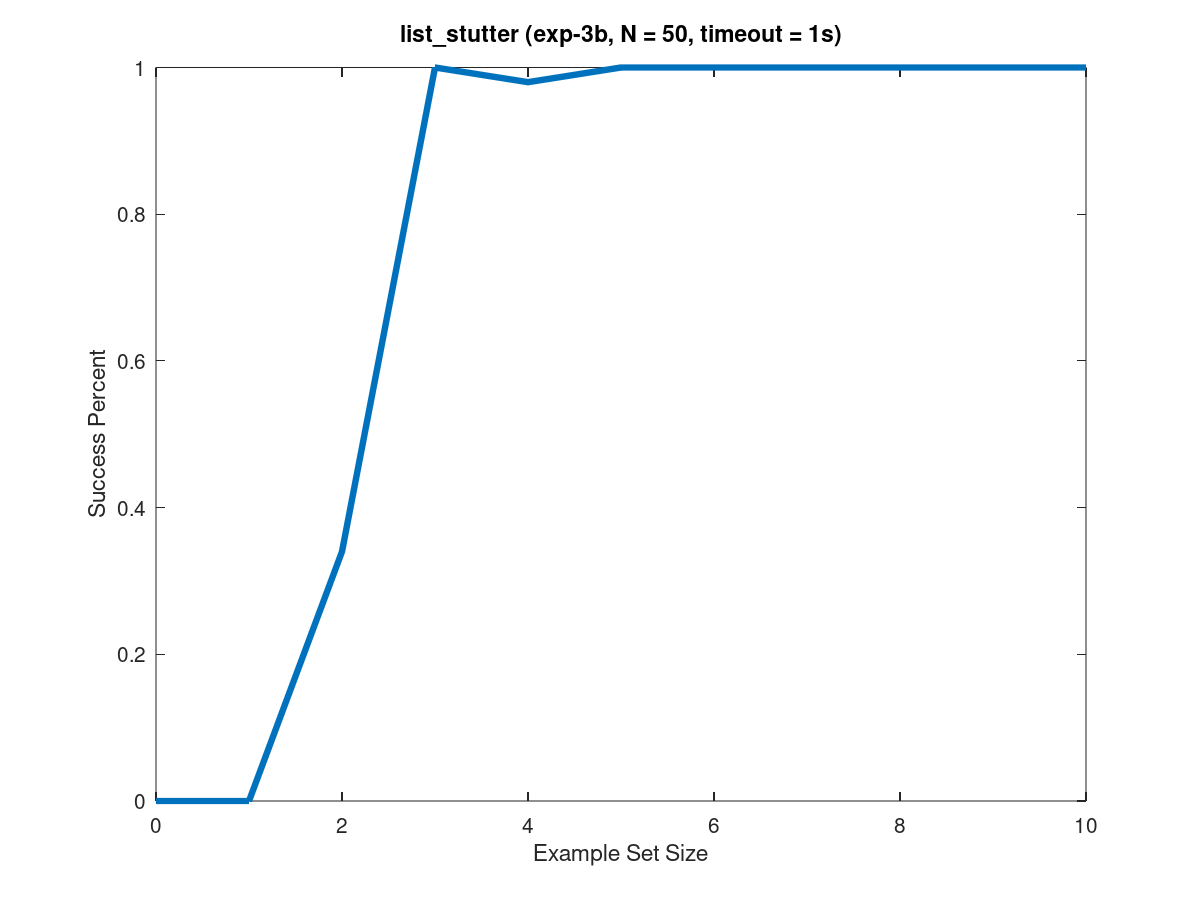 list_stutter (exp-3b, N = 50, timeout = 1s)
1
0.8
0.6
0.4
0.2
0
Success Percent
0 2 4 6 8 10
Example Set Size